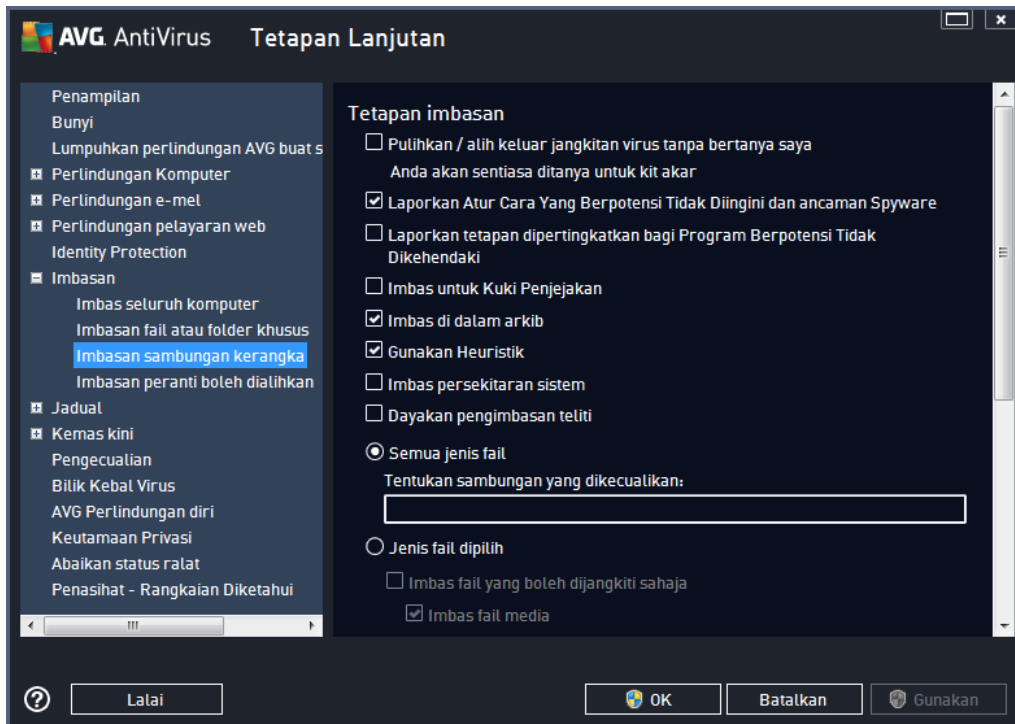 AVG AntiVirus Tetapan Lanjutan
Penampilan
Bunyi
Lumpuhkan perlindungan AVG buat s
Perlindungan Komputer
Perlindungan e-mel
Perlindungan pelayaran web
Identity Protection
Imbasan
Imbas seluruh komputer
Imbasan fail atau folder khusus
Imbasan sambungan kerangka
Imbasan peranti boleh dialihkan
Jadual
Kemas kini
Pengecualian
Bilik Kebal Virus
AVG Perlindungan diri
Keutamaan Privasi
Abaikan status ralat
Penasihat - Rangkaian Diketahui
Tetapan imbasan
Pulihkan / alih keluar jangkitan virus tanpa bertanya saya
Anda akan sentiasa ditanya untuk kit akar
Laporkan Atur Cara Yang Berpotensi Tidak Diingini dan ancaman Spyware
Laporkan tetapan dipertingkatkan bagi Program Berpotensi Tidak
Dikehendaki
Imbas untuk Kuki Penjejakan
Imbas di dalam arkib
Gunakan Heuristik
Imbas persekitaran sistem
Dayakan pengimbasan teliti
Semua jenis fail
Tentukan sambungan yang dikecualikan:
Jenis fail dipilih
Imbas fail yang boleh dijangkiti sahaja
Imbas fail media
? Lalai OK Batalkan Gunakan